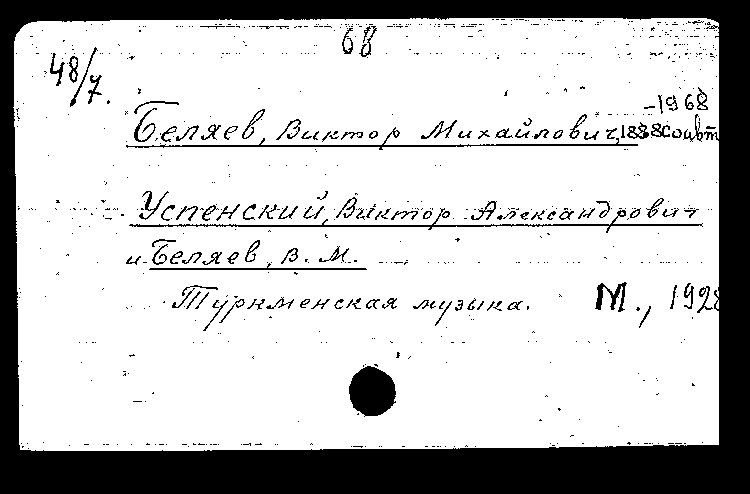 68
48/7.
-1968
Беляев, Виктор Михайлович, 1888 соавт
Успенский, Виктор Александрович
и Беляев, В. М.
Туркменская музыка. М., 1928